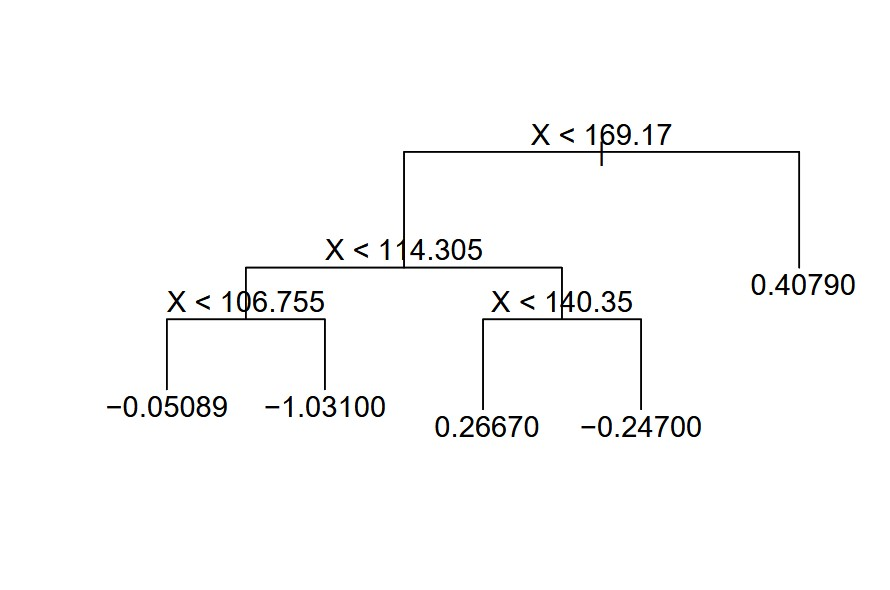 X < 169.17
X < 114.305
0.40790
X < 106.755
X < 140.35
−0.05089
−1.03100
0.26670
−0.24700